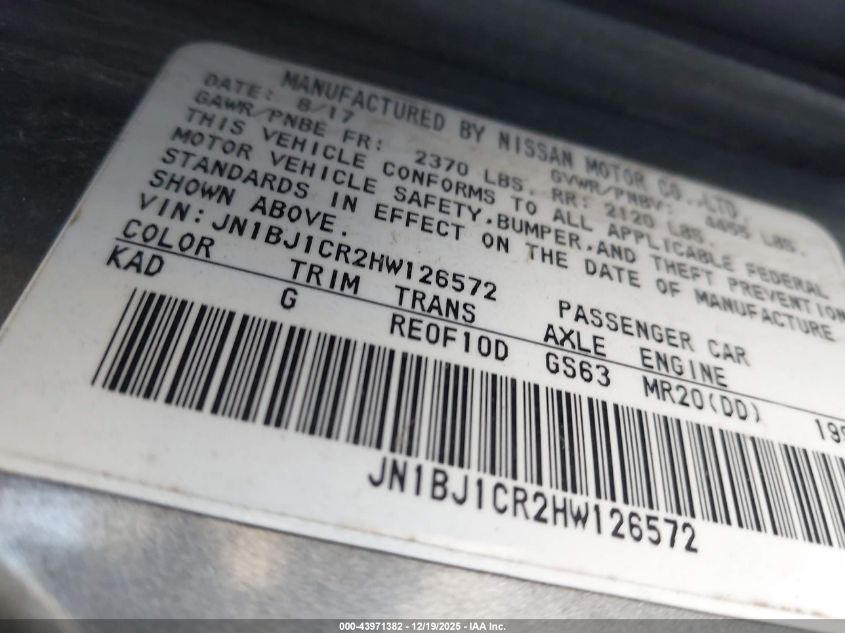 MANUFACTURED BY NISSAN MOTOR CO.,LTD.
DATE: 8/17 GVWR/PNBV: 4455 LBS.
GAWR/PNBE FR: 2370 LBS. RR: 2120 LBS.
THIS VEHICLE CONFORMS TO ALL APPLICABLE FEDERAL
MOTOR VEHICLE SAFETY,BUMPER,AND THEFT PREVENTION
STANDARDS IN EFFECT ON THE DATE OF MANUFACTURE
SHOWN ABOVE.
VIN: JN1BJ1CR2HW126572 PASSENGER CAR
COLOR TRIM TRANS AXLE ENGINE
KAD G RE0F10D GS63 MR20(DD)
JN1BJ1CR2HW126572
000-43971382 - 12/19/2025 - IAA Inc.